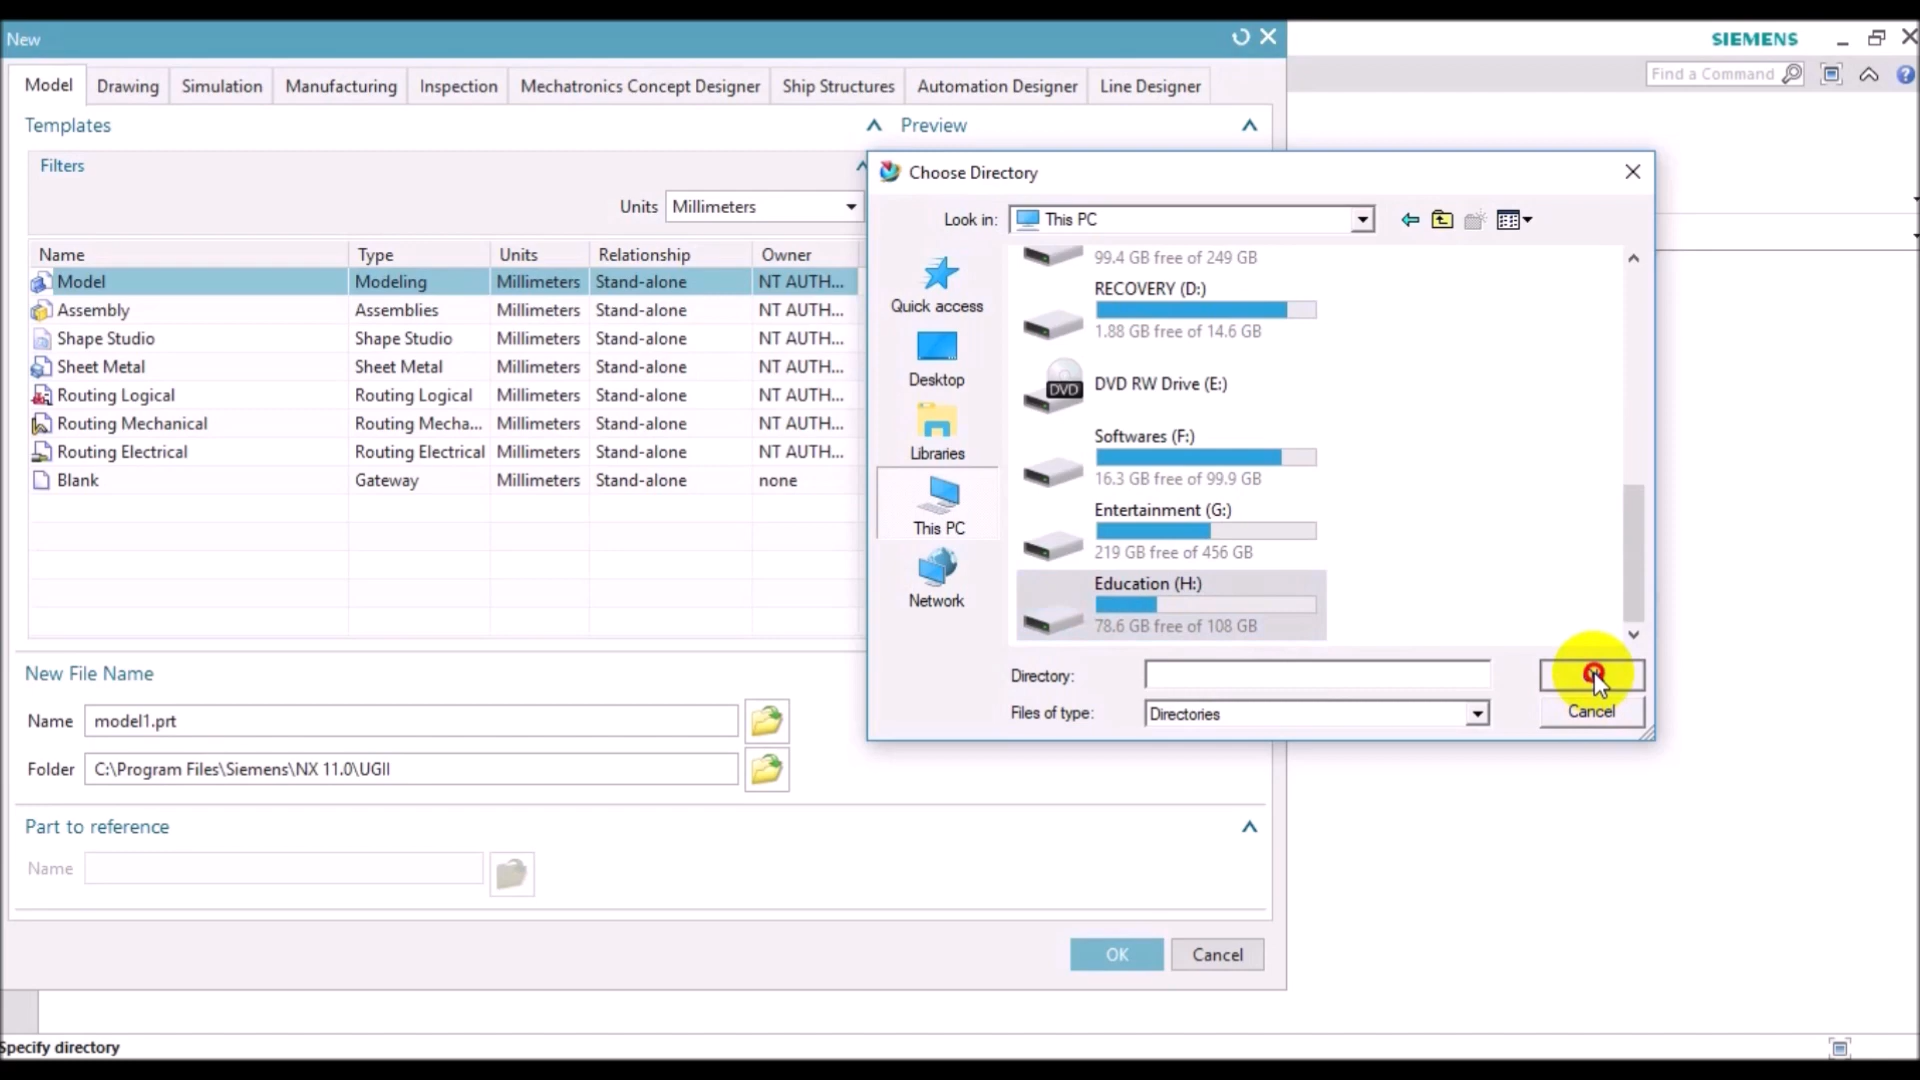 New
SIEMENS
Find a Command
Model Drawing Simulation Manufacturing Inspection Mechatronics Concept Designer Ship Structures Automation Designer Line Designer
Templates
Preview
Filters
Units Millimeters
Name Type Units Relationship Owner
Model Modeling Millimeters Stand-alone NT AUTH...
Assembly Assemblies Millimeters Stand-alone NT AUTH...
Shape Studio Shape Studio Millimeters Stand-alone NT AUTH...
Sheet Metal Sheet Metal Millimeters Stand-alone NT AUTH...
Routing Logical Routing Logical Millimeters Stand-alone NT AUTH...
Routing Mechanical Routing Mecha... Millimeters Stand-alone NT AUTH...
Routing Electrical Routing Electrical Millimeters Stand-alone NT AUTH...
Blank Gateway Millimeters Stand-alone none
New File Name
Name model1.prt
Folder C:\Program Files\Siemens\NX 11.0\UGII
Part to reference
Name
OK Cancel
Choose Directory
Look in: This PC
Quick access
Desktop
Libraries
This PC
Network
99.4 GB free of 249 GB
RECOVERY (D:)
1.88 GB free of 14.6 GB
DVD
DVD RW Drive (E:)
Softwares (F:)
16.3 GB free of 99.9 GB
Entertainment (G:)
219 GB free of 456 GB
Education (H:)
78.6 GB free of 108 GB
Directory:
Files of type: Directories
Cancel
Specify directory